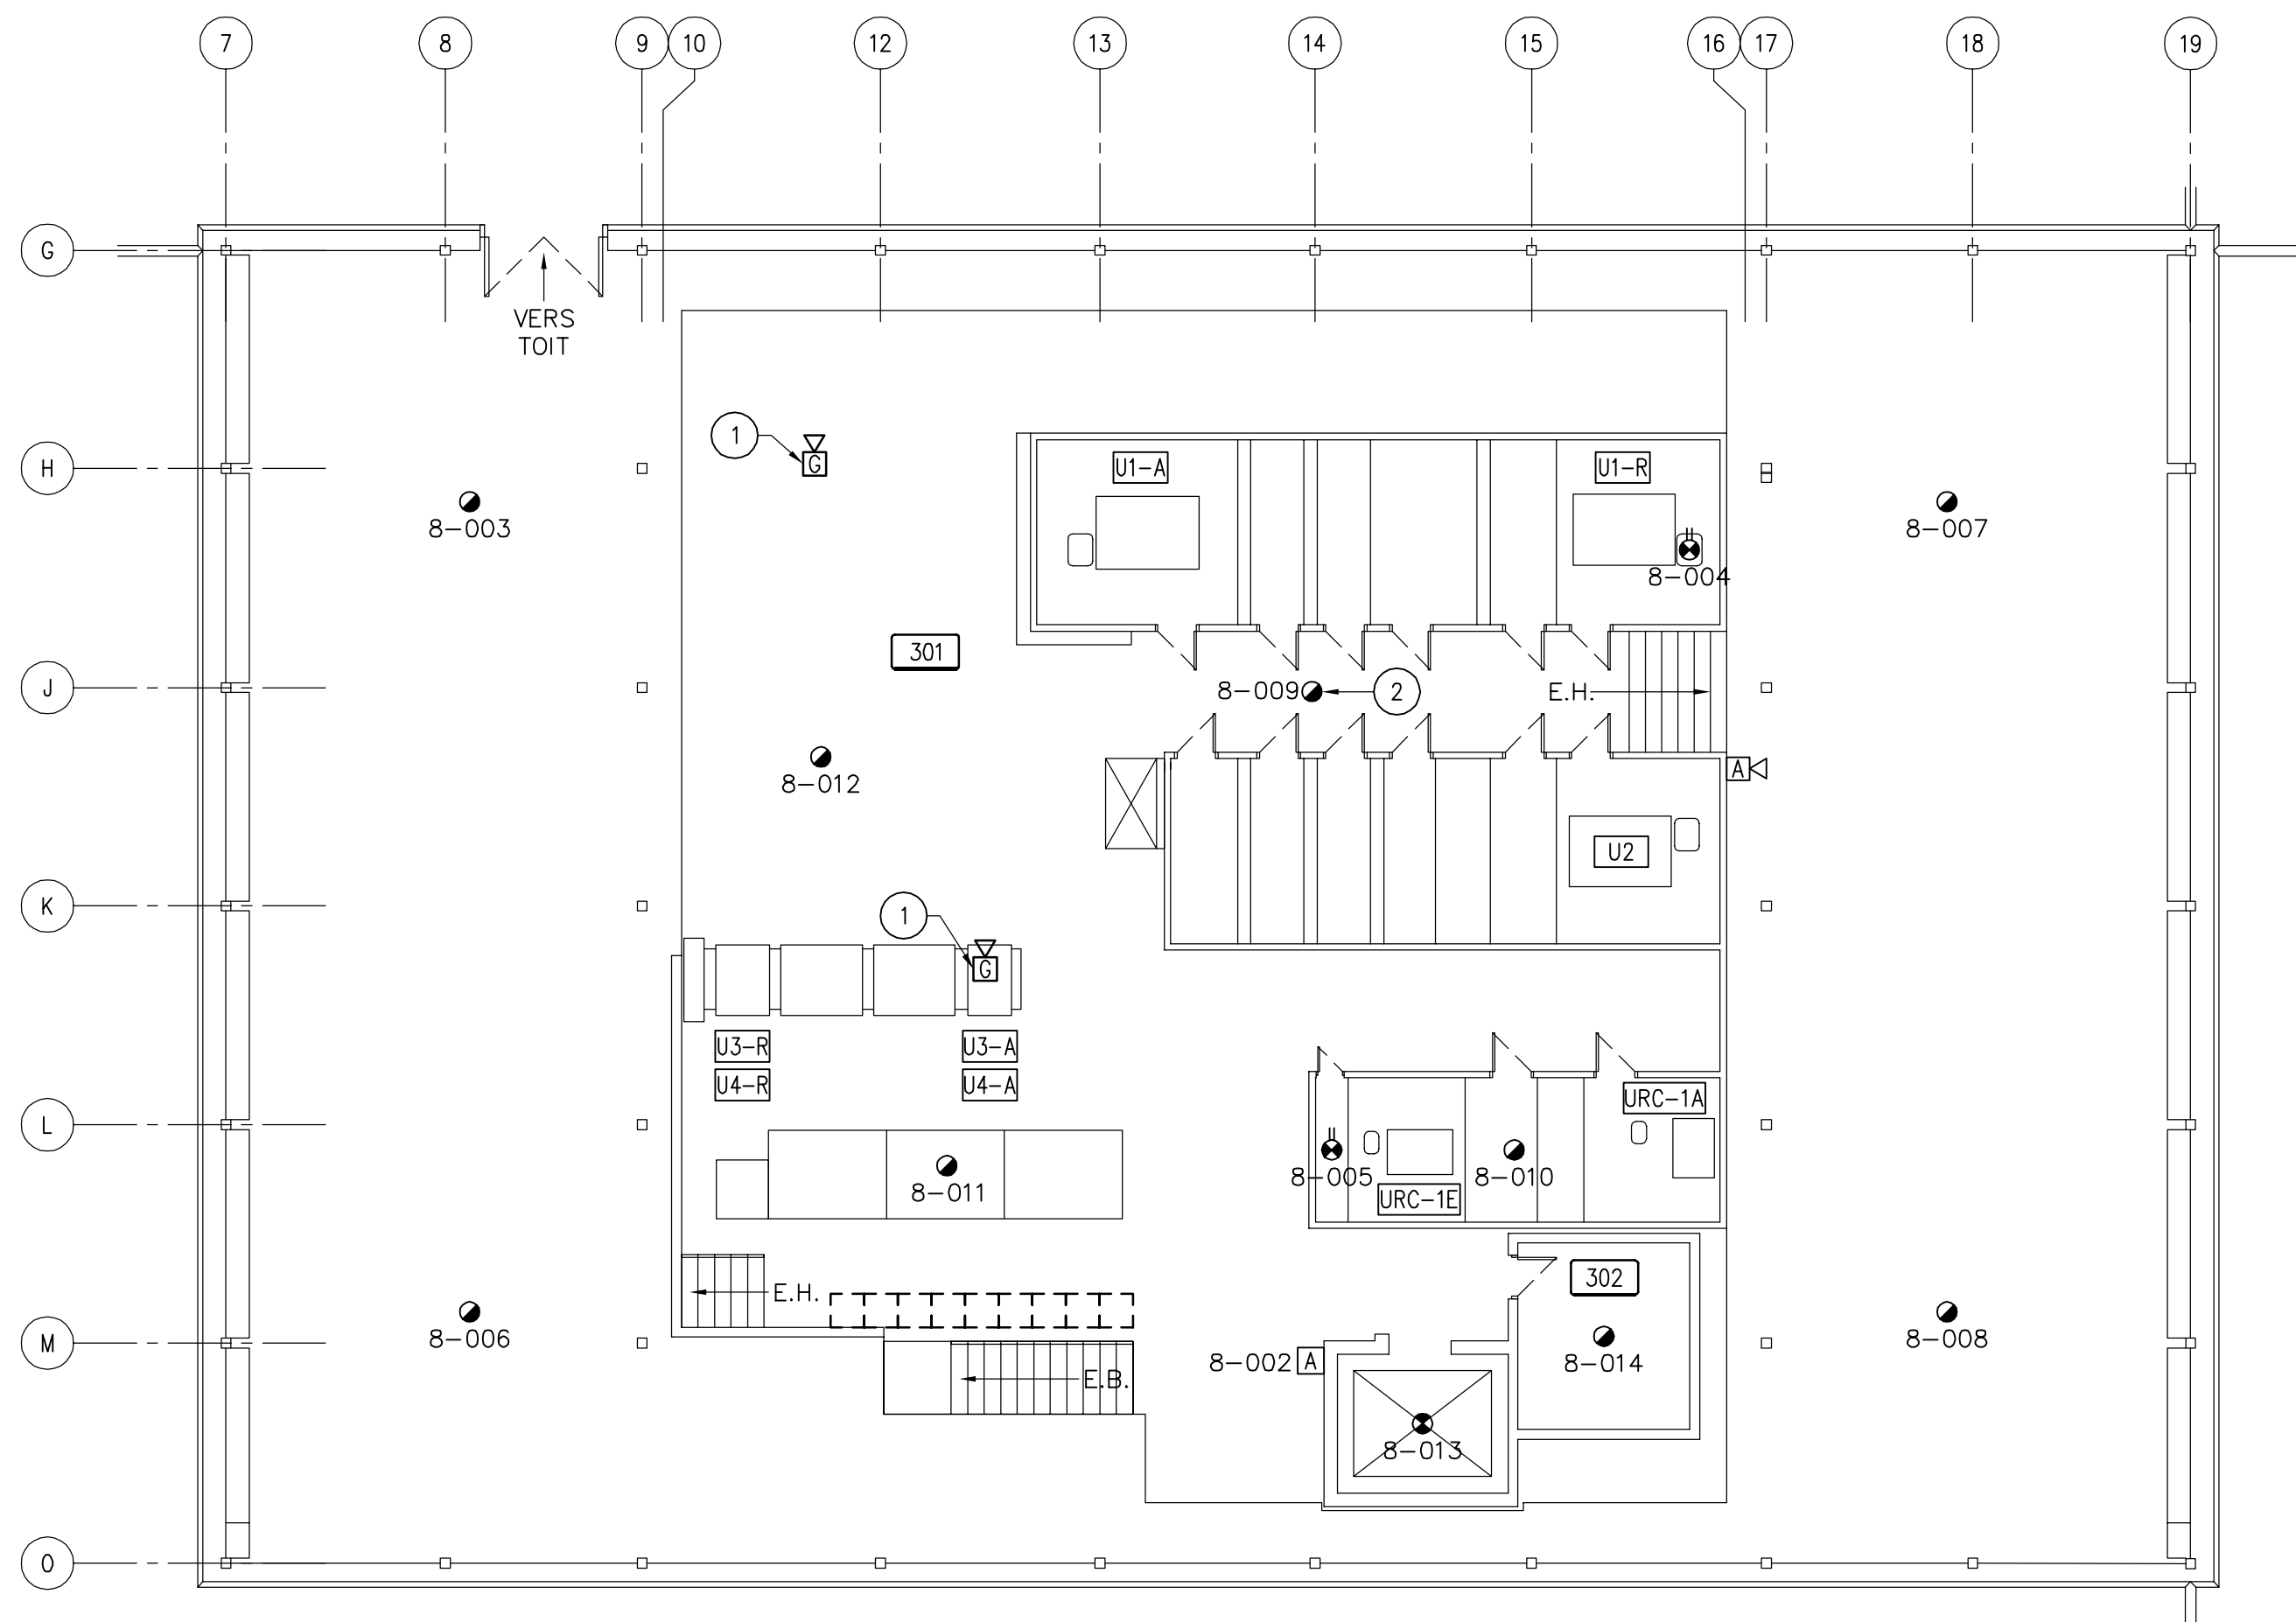 7 8 9 10 12 13 14 15 16 17 18 19
G
VERS
TOIT
1
G
H
U1-A
U1-R
8-003
8-007
8-004
301
J
8-009
2
E.H.
8-012
A
U2
K
1
G
U3-R
U3-A
U4-R
U4-A
URC-1A
L
8-005
8-010
8-011
URC-1E
302
E.H.
8-006
8-008
M
8-002
A
8-014
E.B.
8-013
O